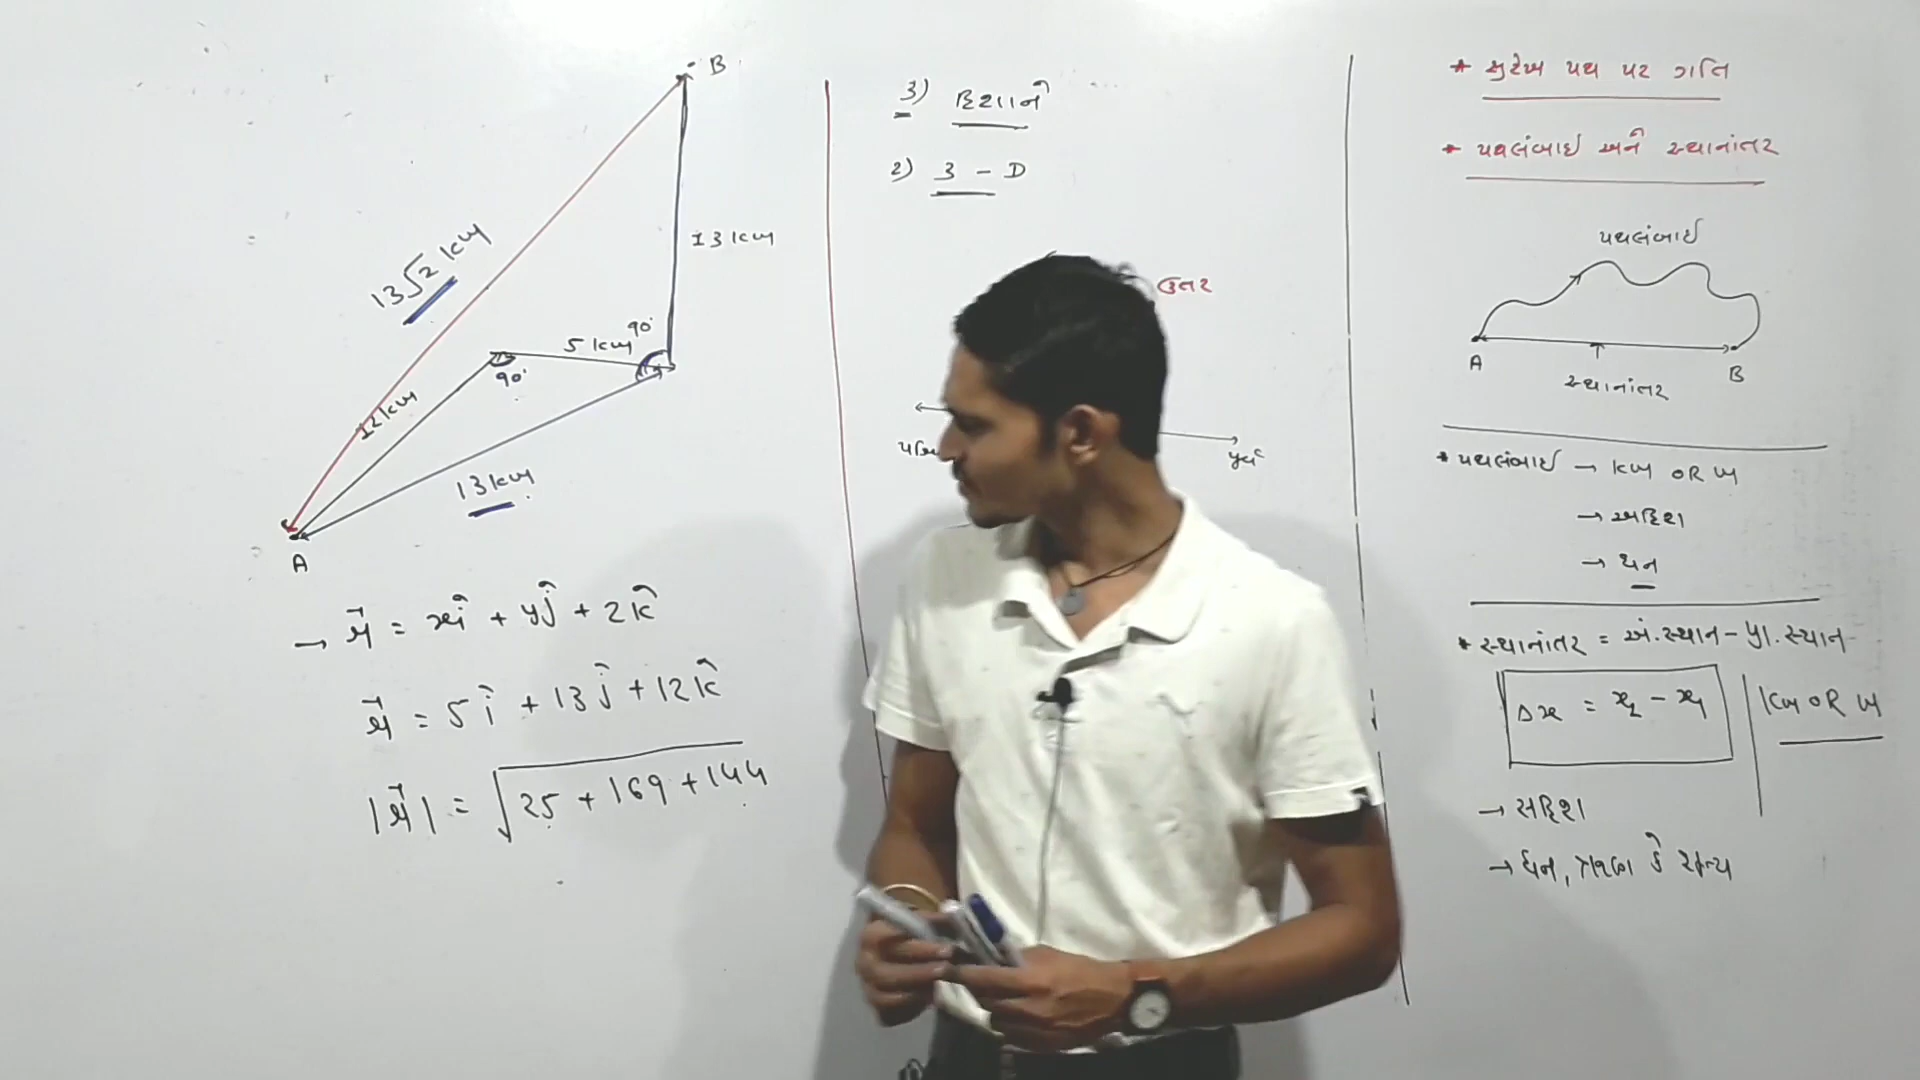 B
13√2 km
13 km
5 km
90°
90°
12 km
13 km
A
→ r⃗ = xî + yĵ + zk̂
r⃗ = 5î + 13ĵ + 12k̂
|r⃗| = √25 + 169 + 144
3) દિશાને
2) 3 - D
ઉત્તર
પૂર્વ
* સુરેખ પથ પર ગતિ
* પથલંબાઈ અને સ્થાનાંતર
પથલંબાઈ
A
B
સ્થાનાંતર
* પથલંબાઈ → km OR m
→ અદિશ
→ ધન
* સ્થાનાંતર = અં.સ્થાન - પ્રા.સ્થાન
Δx = x₂ - x₁ | km OR m
→ સદિશ
→ ધન, ઋણ કે શૂન્ય